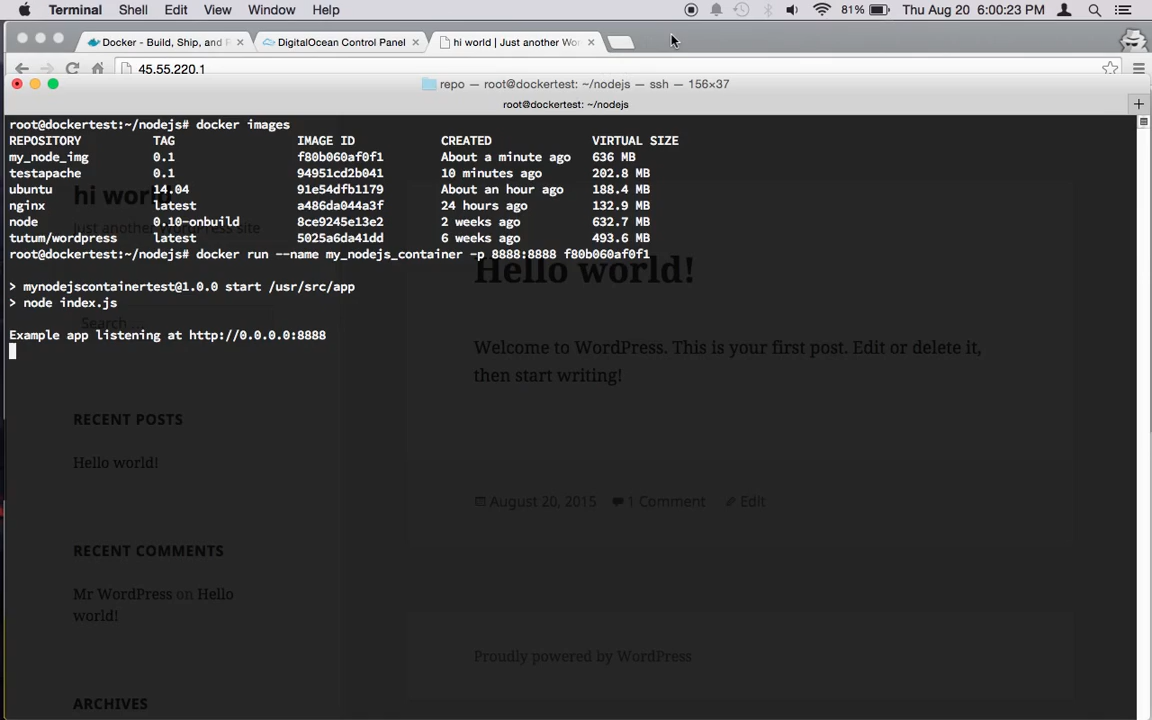 Terminal Shell Edit View Window Help 81% Thu Aug 20 6:00:23 PM
Docker - Build, Ship, and R × DigitalOcean Control Panel × hi world | Just another Wor ×
45.55.220.1
repo — root@dockertest: ~/nodejs — ssh — 156×37
root@dockertest: ~/nodejs
root@dockertest:~/nodejs# docker images
REPOSITORY TAG IMAGE ID CREATED VIRTUAL SIZE
my_node_img 0.1 f80b060af0f1 About a minute ago 636 MB
testapache 0.1 94951cd2b041 10 minutes ago 202.8 MB
ubuntu 14.04 91e54dfb1179 About an hour ago 188.4 MB
nginx latest a486da044a3f 24 hours ago 132.9 MB
node 0.10-onbuild 8ce9245e13e2 2 weeks ago 632.7 MB
tutum/wordpress latest 5025a6da41dd 6 weeks ago 493.6 MB
root@dockertest:~/nodejs# docker run --name my_nodejs_container -p 8888:8888 f80b060af0f1
> mynodejscontainertest@1.0.0 start /usr/src/app
> node index.js
Example app listening at http://0.0.0.0:8888
hi world
Just another WordPress site
Search…
RECENT POSTS
Hello world!
RECENT COMMENTS
Mr WordPress on Hello
world!
ARCHIVES
Hello world!
Welcome to WordPress. This is your first post. Edit or delete it,
then start writing!
August 20, 2015 1 Comment Edit
Proudly powered by WordPress